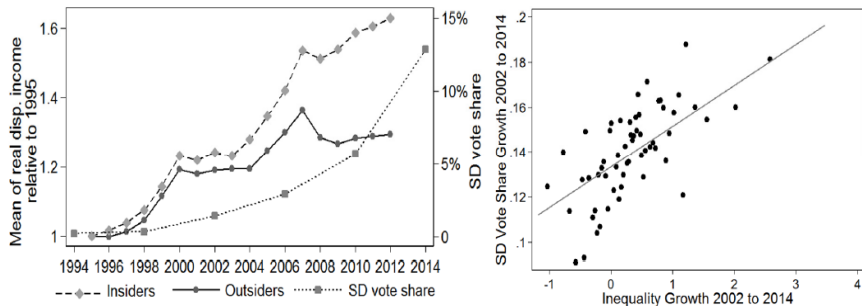 Mean of real disp. income
relative to 1995
1.6
1.4
1.2
1
15%
10%
5%
0
SD vote share
1994 1996 1998 2000 2002 2004 2006 2008 2010 2012 2014
Insiders Outsiders SD vote share
SD Vote Share Growth 2002 to 2014
.2
.18
.16
.14
.12
.1
-1 0 1 2 3 4
Inequality Growth 2002 to 2014